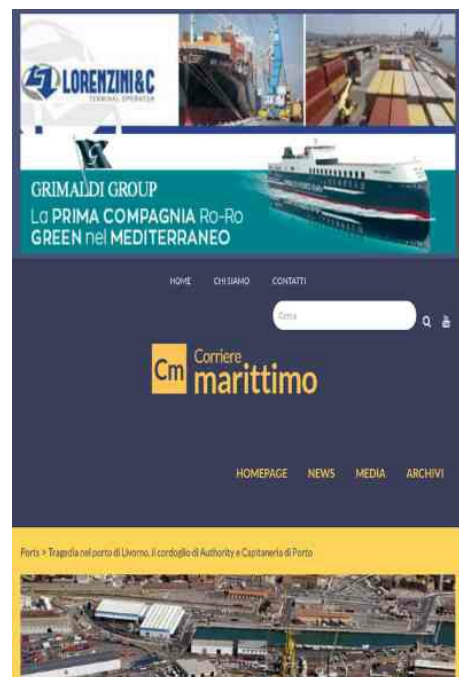 LORENZINI&C
TERMINAL OPERATOR
GRIMALDI GROUP
La PRIMA COMPAGNIA Ro-Ro
GREEN nel MEDITERRANEO
HOME CHI SIAMO CONTATTI
Cerca
Cm Corriere
marittimo
HOMEPAGE NEWS MEDIA ARCHIVI
Ports > Tragedia nel porto di Livorno, il cordoglio di Authority e Capitaneria di Porto